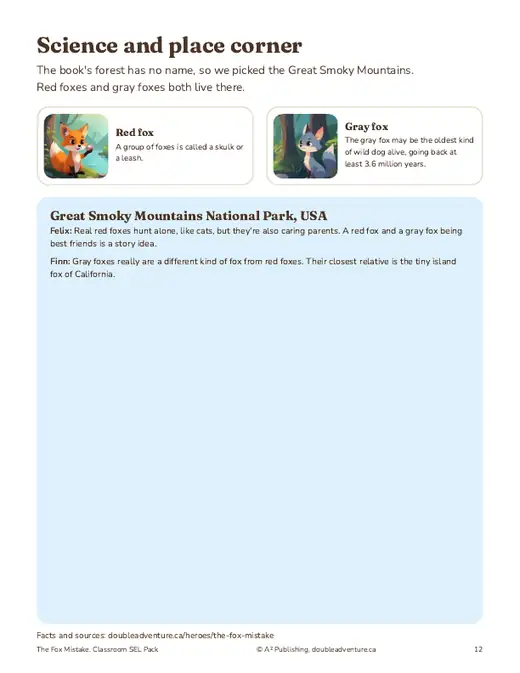 Science and place corner
The book's forest has no name, so we picked the Great Smoky Mountains.
Red foxes and gray foxes both live there.
Red fox
A group of foxes is called a skulk or
a leash.
Gray fox
The gray fox may be the oldest kind
of wild dog alive, going back at
least 3.6 million years.
Great Smoky Mountains National Park, USA
Felix: Real red foxes hunt alone, like cats, but they're also caring parents. A red fox and a gray fox being
best friends is a story idea.
Finn: Gray foxes really are a different kind of fox from red foxes. Their closest relative is the tiny island
fox of California.
Facts and sources: doubleadventure.ca/heroes/the-fox-mistake
The Fox Mistake. Classroom SEL Pack
© A² Publishing, doubleadventure.ca
12